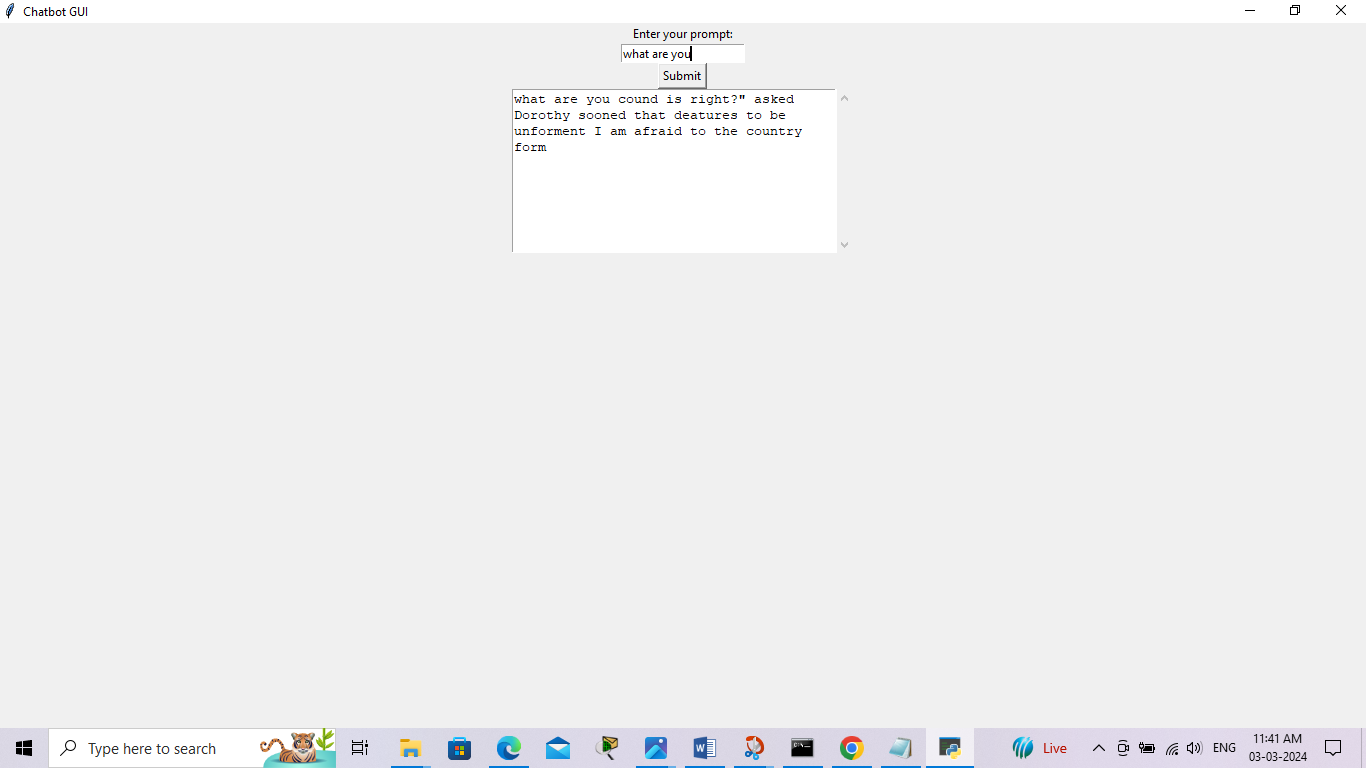 Chatbot GUI
Enter your prompt:
what are you
Submit
what are you cound is right?" asked
Dorothy sooned that deatures to be
unforment I am afraid to the country
form
Type here to search
Live
ENG
11:41 AM
03-03-2024